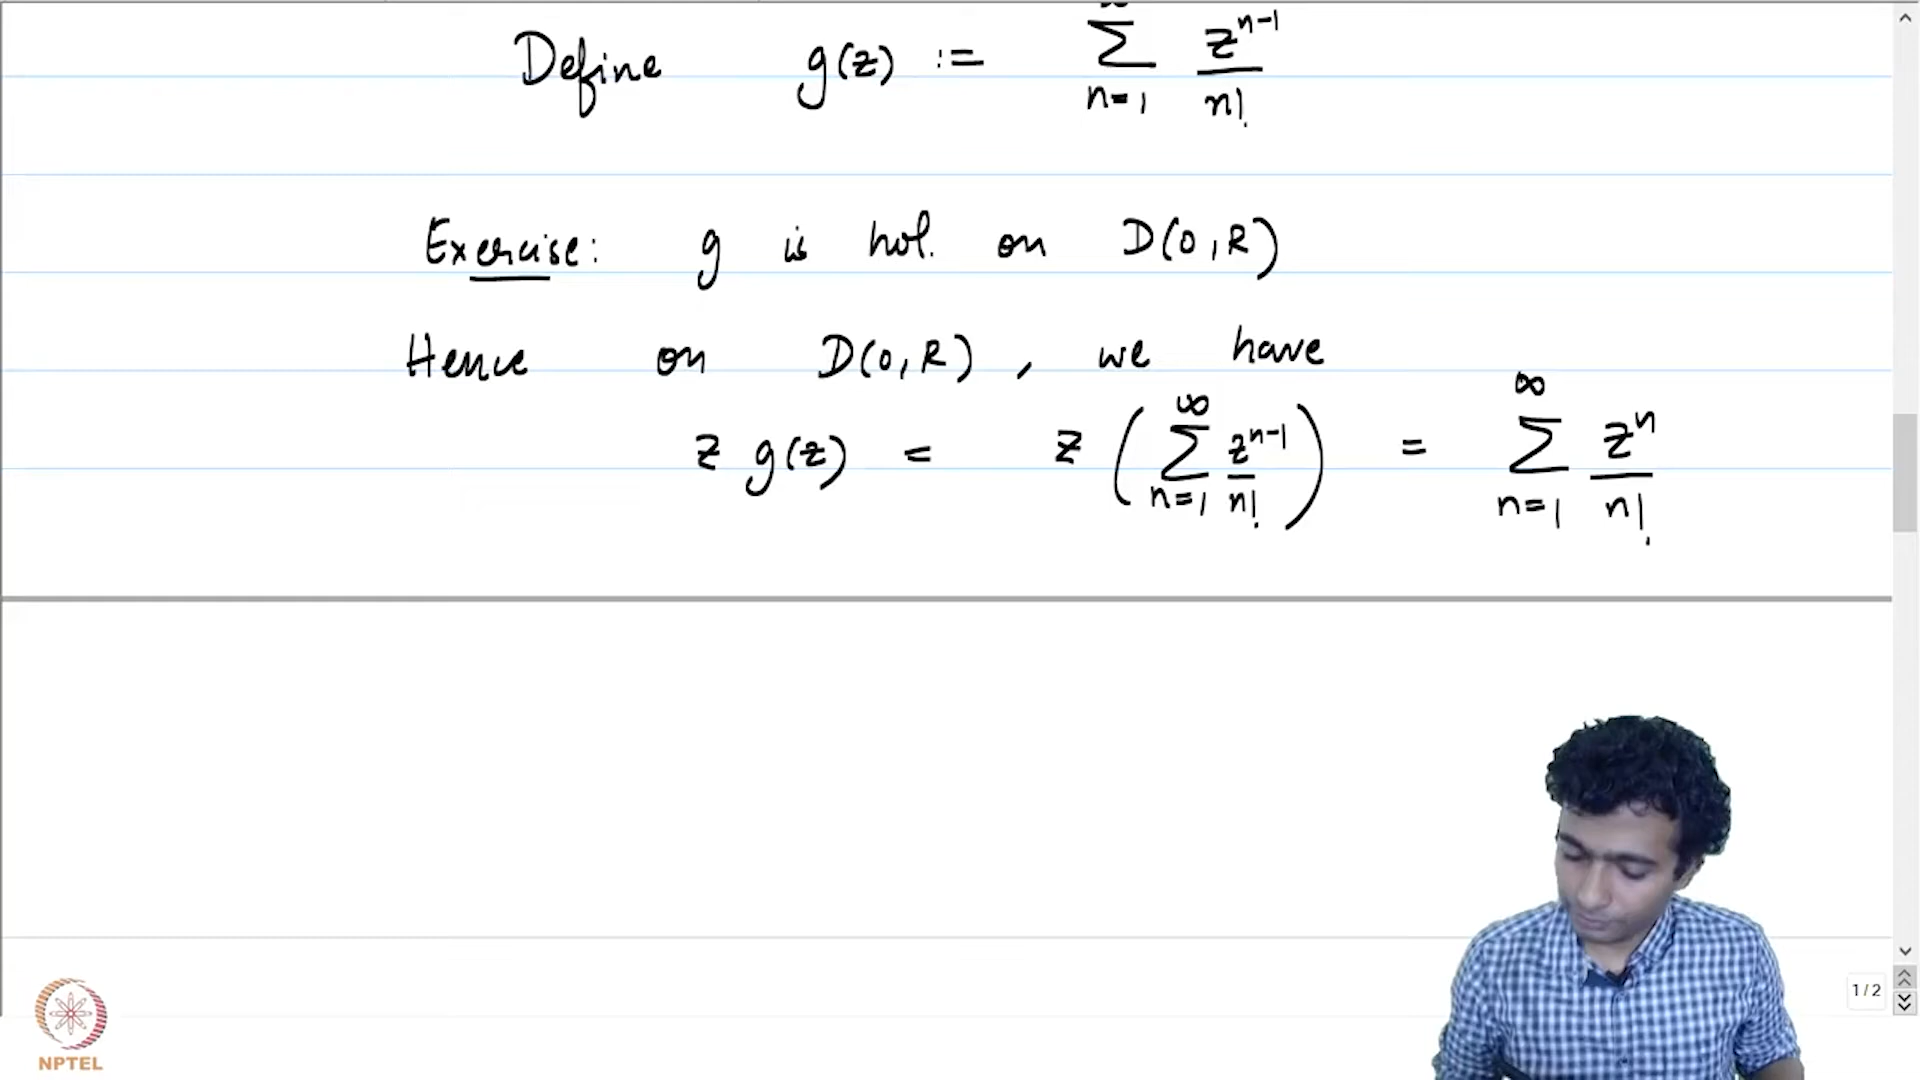 Define g(z) := ∞ ∑ n=1 z^{n-1} / n!
Exercise: g is hol. on D(0,R)
Hence on D(0,R), we have
z g(z) = z ( ∞ ∑ n=1 z^{n-1} / n! ) = ∞ ∑ n=1 z^n / n!
1 / 2
NPTEL